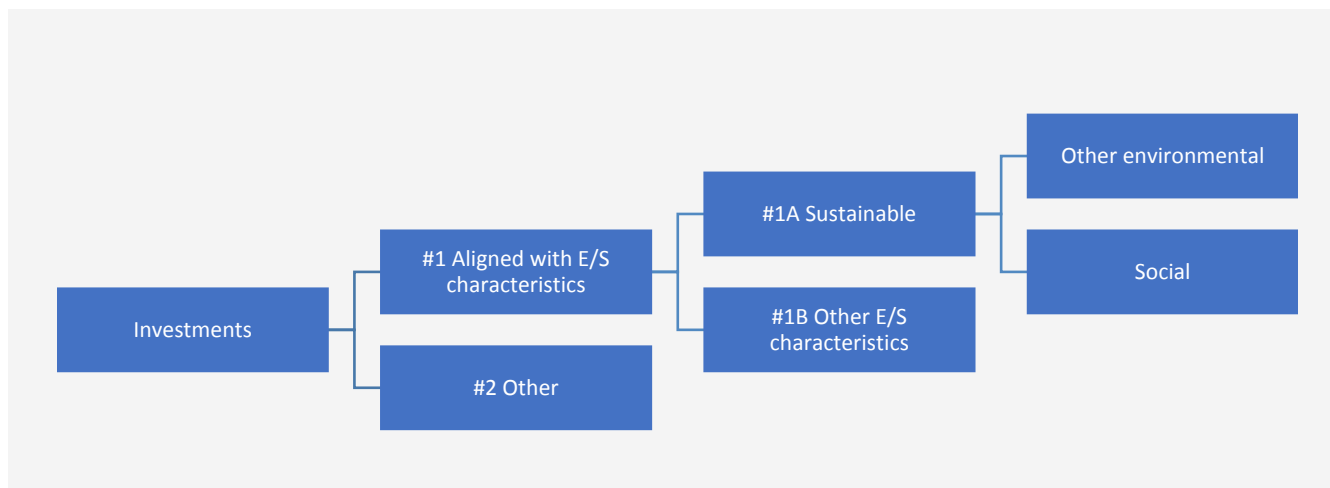 Investments
#1 Aligned with E/S
characteristics
#2 Other
#1A Sustainable
#1B Other E/S
characteristics
Other environmental
Social